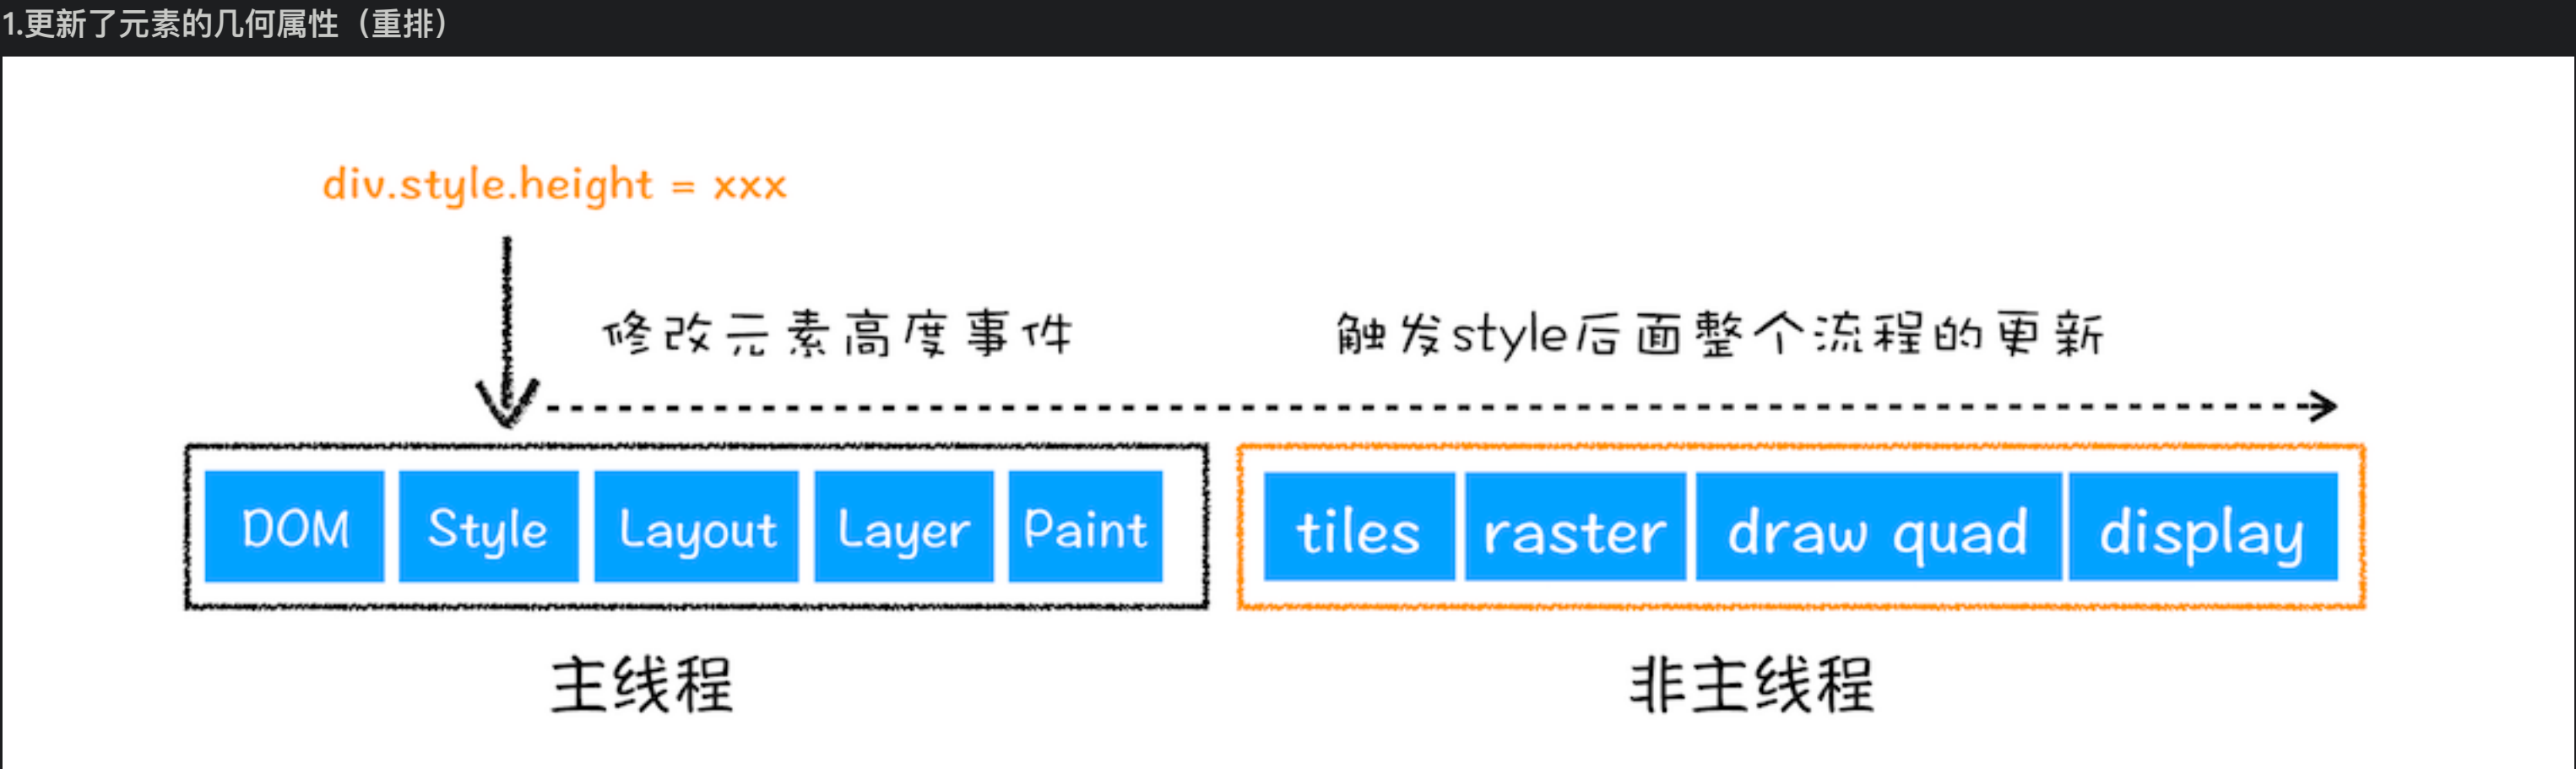 1.更新了元素的几何属性（重排）
div.style.height = xxx
修改元素高度事件
触发style后面整个流程的更新
DOM Style Layout Layer Paint tiles raster draw quad display
主线程 非主线程